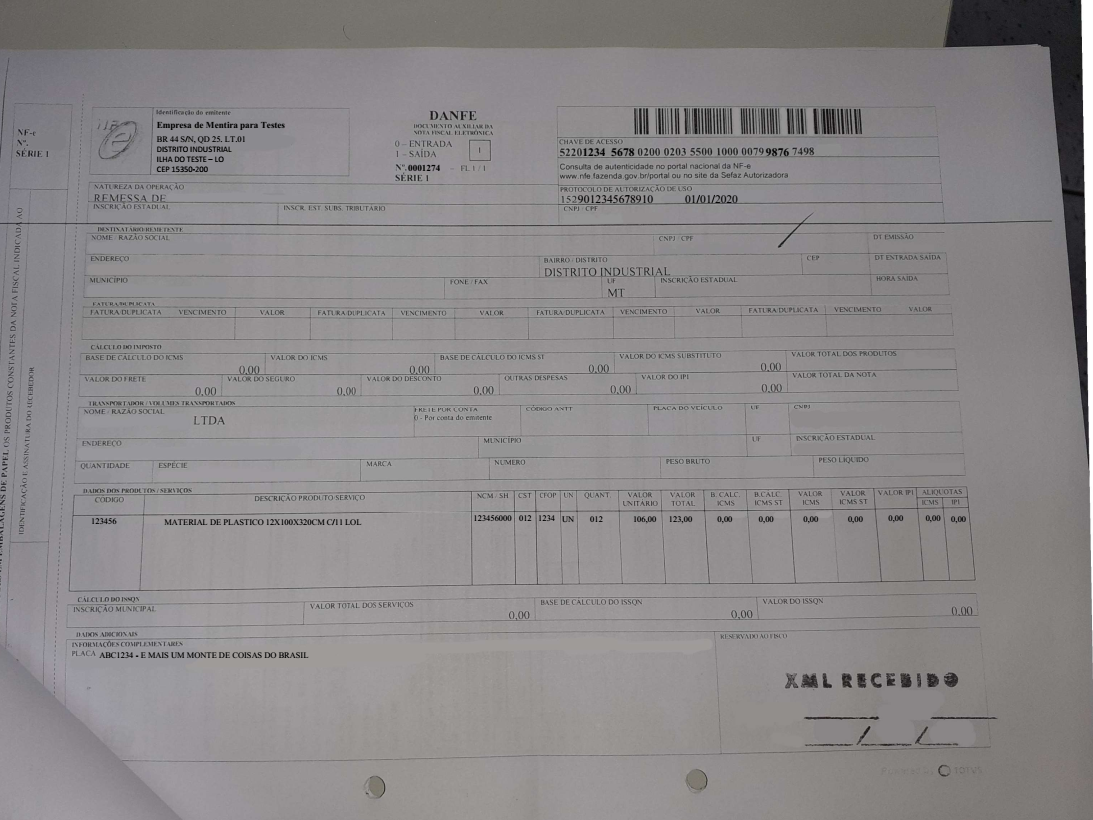 NF-e
Nº.
SÉRIE 1
EMBALAGENS DE PAPEL OS PRODUTOS CONSTANTES DA NOTA FISCAL INDICADA AO
IDENTIFICAÇÃO E ASSINATURA DO RECEBEDOR
Identificação do emitente
Empresa de Mentira para Testes
BR 44 S/N, QD 25. LT.01
DISTRITO INDUSTRIAL
ILHA DO TESTE – LO
CEP 15350-200
DANFE
DOCUMENTO AUXILIAR DA
NOTA FISCAL ELETRÔNICA
0 – ENTRADA
1 – SAÍDA
1
Nº.0001274 – FL 1 / 1
SÉRIE 1
CHAVE DE ACESSO
52201234 5678 0200 0203 5500 1000 0079 9876 7498
Consulta de autenticidade no portal nacional da NF-e
www.nfe.fazenda.gov.br/portal ou no site da Sefaz Autorizadora
NATUREZA DA OPERAÇÃO
REMESSA DE
PROTOCOLO DE AUTORIZAÇÃO DE USO
1529012345678910 01/01/2020
INSCRIÇÃO ESTADUAL INSCR. EST. SUBS. TRIBUTÁRIO CNPJ / CPF
DESTINATÁRIO/REMETENTE
NOME - RAZÃO SOCIAL CNPJ / CPF DT EMISSÃO
ENDEREÇO BAIRRO / DISTRITO CEP DT ENTRADA SAÍDA
DISTRITO INDUSTRIAL
MUNICÍPIO FONE / FAX UF INSCRIÇÃO ESTADUAL HORA SAÍDA
MT
FATURA/DUPLICATA
FATURA/DUPLICATA VENCIMENTO VALOR FATURA/DUPLICATA VENCIMENTO VALOR FATURA/DUPLICATA VENCIMENTO VALOR FATURA/DUPLICATA VENCIMENTO VALOR
CÁLCULO DO IMPOSTO
BASE DE CÁLCULO DO ICMS VALOR DO ICMS BASE DE CÁLCULO DO ICMS ST VALOR DO ICMS SUBSTITUTO VALOR TOTAL DOS PRODUTOS
0,00 0,00 0,00 0,00
VALOR DO FRETE VALOR DO SEGURO VALOR DO DESCONTO OUTRAS DESPESAS VALOR DO IPI VALOR TOTAL DA NOTA
0,00 0,00 0,00 0,00 0,00
TRANSPORTADOR / VOLUMES TRANSPORTADOS
NOME - RAZÃO SOCIAL FRETE POR CONTA CÓDIGO ANTT PLACA DO VEÍCULO UF CNPJ
LTDA 0 - Por conta do emitente
ENDEREÇO MUNICÍPIO UF INSCRIÇÃO ESTADUAL
QUANTIDADE ESPÉCIE MARCA NÚMERO PESO BRUTO PESO LÍQUIDO
DADOS DOS PRODUTOS / SERVIÇOS
CÓDIGO DESCRIÇÃO PRODUTO SERVIÇO NCM / SH CST CFOP UN QUANT. VALOR UNITÁRIO VALOR TOTAL B. CALC. ICMS B.CALC. ICMS ST VALOR ICMS VALOR ICMS ST VALOR IPI ALIQUOTAS ICMS IPI
123456 MATERIAL DE PLASTICO 12X100X320CM C/11 LOL 123456000 012 1234 UN 012 106,00 123,00 0,00 0,00 0,00 0,00 0,00 0,00 0,00
CÁLCULO DO ISSQN
INSCRIÇÃO MUNICIPAL VALOR TOTAL DOS SERVIÇOS BASE DE CÁLCULO DO ISSQN VALOR DO ISSQN
0,00 0,00 0,00
DADOS ADICIONAIS
INFORMAÇÕES COMPLEMENTARES RESERVADO AO FISCO
PLACA ABC1234 - E MAIS UM MONTE DE COISAS DO BRASIL
XML RECEBIDO
TOTVS